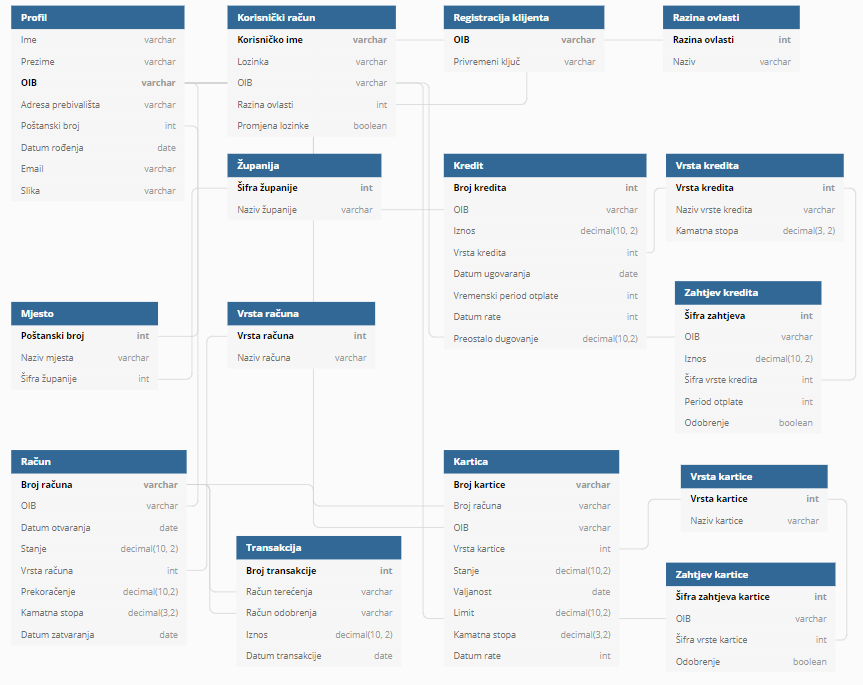 Profil
Ime varchar
Prezime varchar
OIB varchar
Adresa prebivališta varchar
Poštanski broj int
Datum rođenja date
Email varchar
Slika varchar
Korisnički račun
Korisničko ime varchar
Lozinka varchar
OIB varchar
Razina ovlasti int
Promjena lozinke boolean
Registracija klijenta
OIB varchar
Privremeni ključ varchar
Razina ovlasti
Razina ovlasti int
Naziv varchar
Županija
Šifra županije int
Naziv županije varchar
Kredit
Broj kredita int
OIB varchar
Iznos decimal(10, 2)
Vrsta kredita int
Datum ugovaranja date
Vremenski period otplate int
Datum rate int
Preostalo dugovanje decimal(10,2)
Vrsta kredita
Vrsta kredita int
Naziv vrste kredita varchar
Kamatna stopa decimal(3, 2)
Zahtjev kredita
Šifra zahtjeva int
OIB varchar
Iznos decimal(10, 2)
Šifra vrste kredita int
Period otplate int
Odobrenje boolean
Mjesto
Poštanski broj int
Naziv mjesta varchar
Šifra županije int
Vrsta računa
Vrsta računa int
Naziv računa varchar
Račun
Broj računa varchar
OIB varchar
Datum otvaranja date
Stanje decimal(10, 2)
Vrsta računa int
Prekoračenje decimal(10,2)
Kamatna stopa decimal(3,2)
Datum zatvaranja date
Transakcija
Broj transakcije int
Račun terećenja varchar
Račun odobrenja varchar
Iznos decimal(10, 2)
Datum transakcije date
Kartica
Broj kartice varchar
Broj računa varchar
OIB varchar
Vrsta kartice int
Stanje decimal(10,2)
Valjanost date
Limit decimal(10,2)
Kamatna stopa decimal(3,2)
Datum rate int
Vrsta kartice
Vrsta kartice int
Naziv kartice varchar
Zahtjev kartice
Šifra zahtjeva kartice int
OIB varchar
Šifra vrste kartice int
Odobrenje boolean